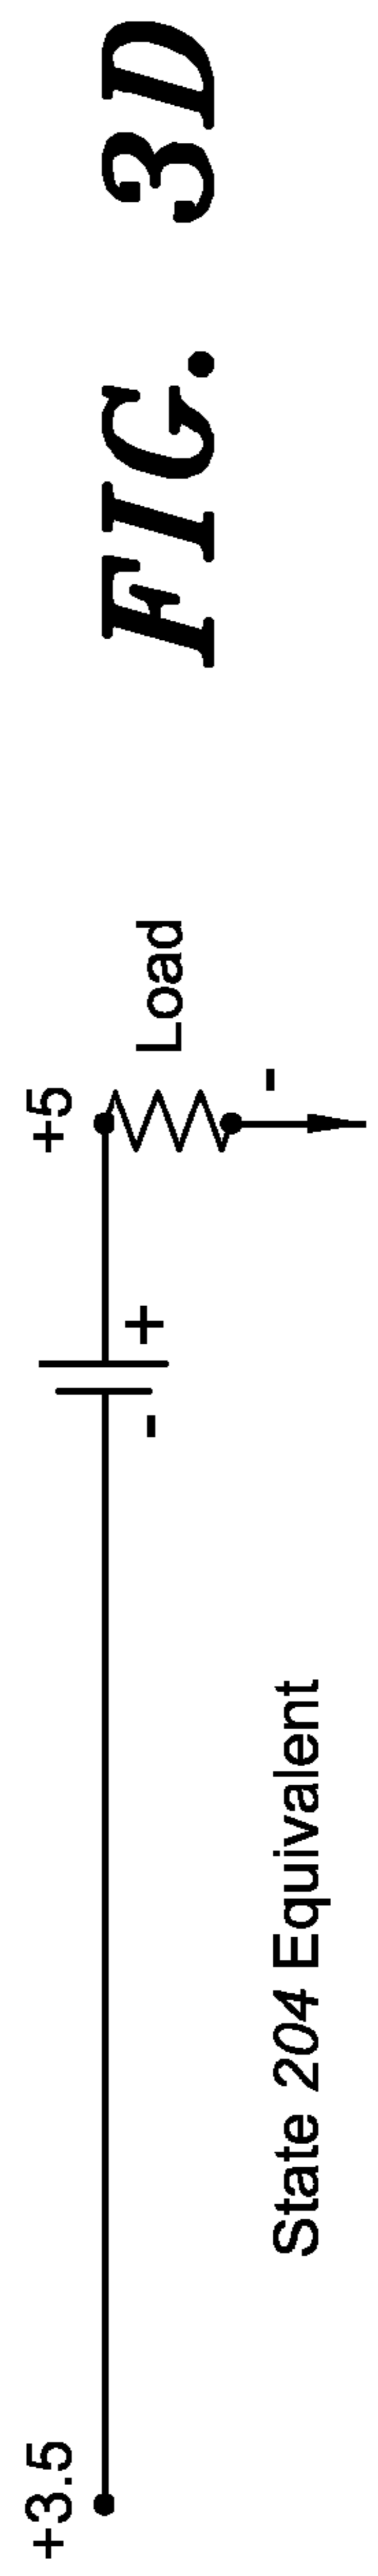 +3.5
- +
+5
Load
-
State 204 Equivalent
FIG. 3D